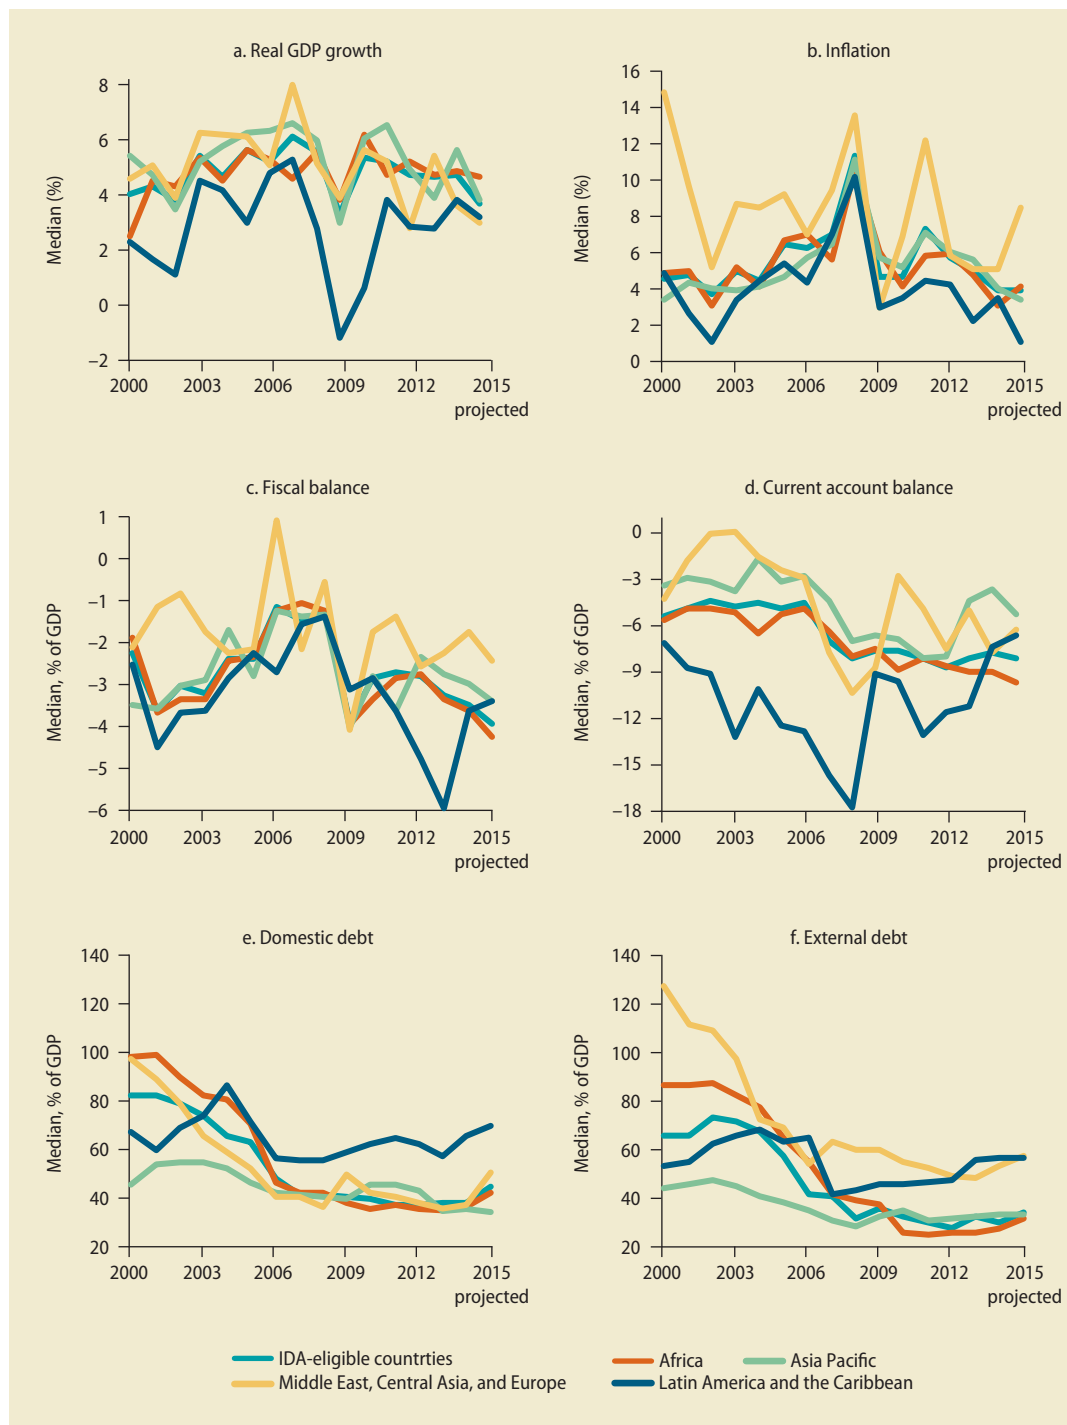 a. Real GDP growth
8
6
4
2
0
–2
Median (%)
2000 2003 2006 2009 2012 2015
projected
b. Inflation
16
14
12
10
8
6
4
2
0
Median (%)
2000 2003 2006 2009 2012 2015
projected
c. Fiscal balance
1
0
–1
–2
–3
–4
–5
–6
Median, % of GDP
2000 2003 2006 2009 2012 2015
projected
d. Current account balance
0
–3
–6
–9
–12
–15
–18
Median, % of GDP
2000 2003 2006 2009 2012 2015
projected
e. Domestic debt
140
120
100
80
60
40
20
Median, % of GDP
2000 2003 2006 2009 2012 2015
projected
f. External debt
140
120
100
80
60
40
20
Median, % of GDP
2000 2003 2006 2009 2012 2015
projected
IDA-eligible countrties
Africa
Asia Pacific
Middle East, Central Asia, and Europe
Latin America and the Caribbean